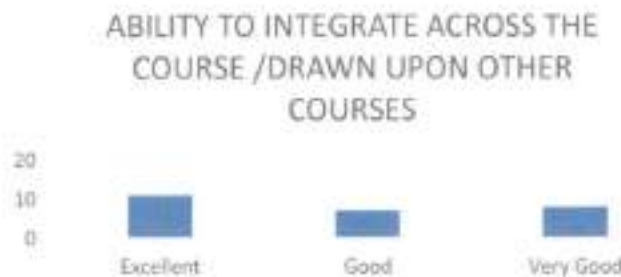 ABILITY TO INTEGRATE ACROSS THE
COURSE /DRAWN UPON OTHER
COURSES
20
10
0
Excellent
Good
Very Good